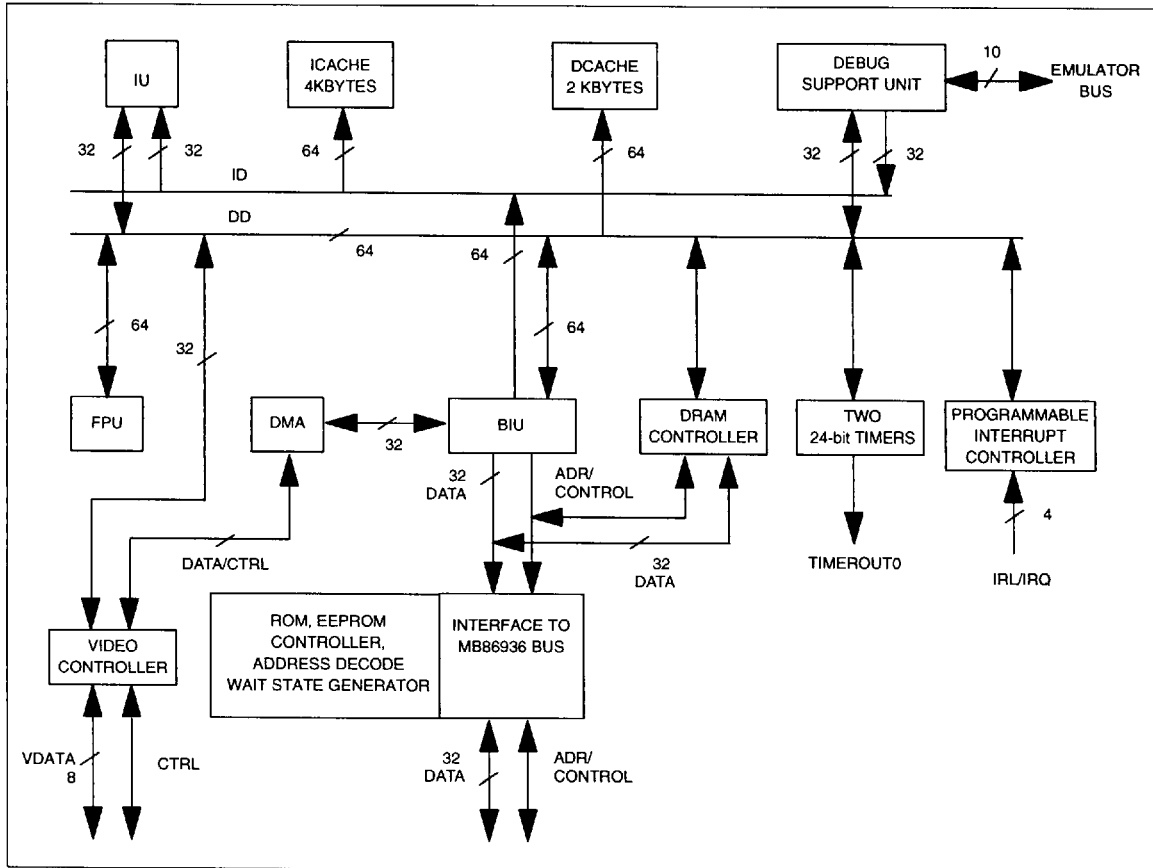 IU
ICACHE
4KBYTES
DCACHE
2 KBYTES
DEBUG
SUPPORT UNIT
10
EMULATOR
BUS
32
32
64
64
32
32
ID
DD
64
64
64
64
32
FPU
DMA
32
BIU
DRAM
CONTROLLER
TWO
24-bit TIMERS
PROGRAMMABLE
INTERRUPT
CONTROLLER
32
DATA
ADR/
CONTROL
4
DATA/CTRL
32
DATA
TIMEROUT0
IRL/IRQ
VIDEO
CONTROLLER
ROM, EEPROM
CONTROLLER,
ADDRESS DECODE
WAIT STATE GENERATOR
INTERFACE TO
MB86936 BUS
VDATA
8
CTRL
32
DATA
ADR/
CONTROL